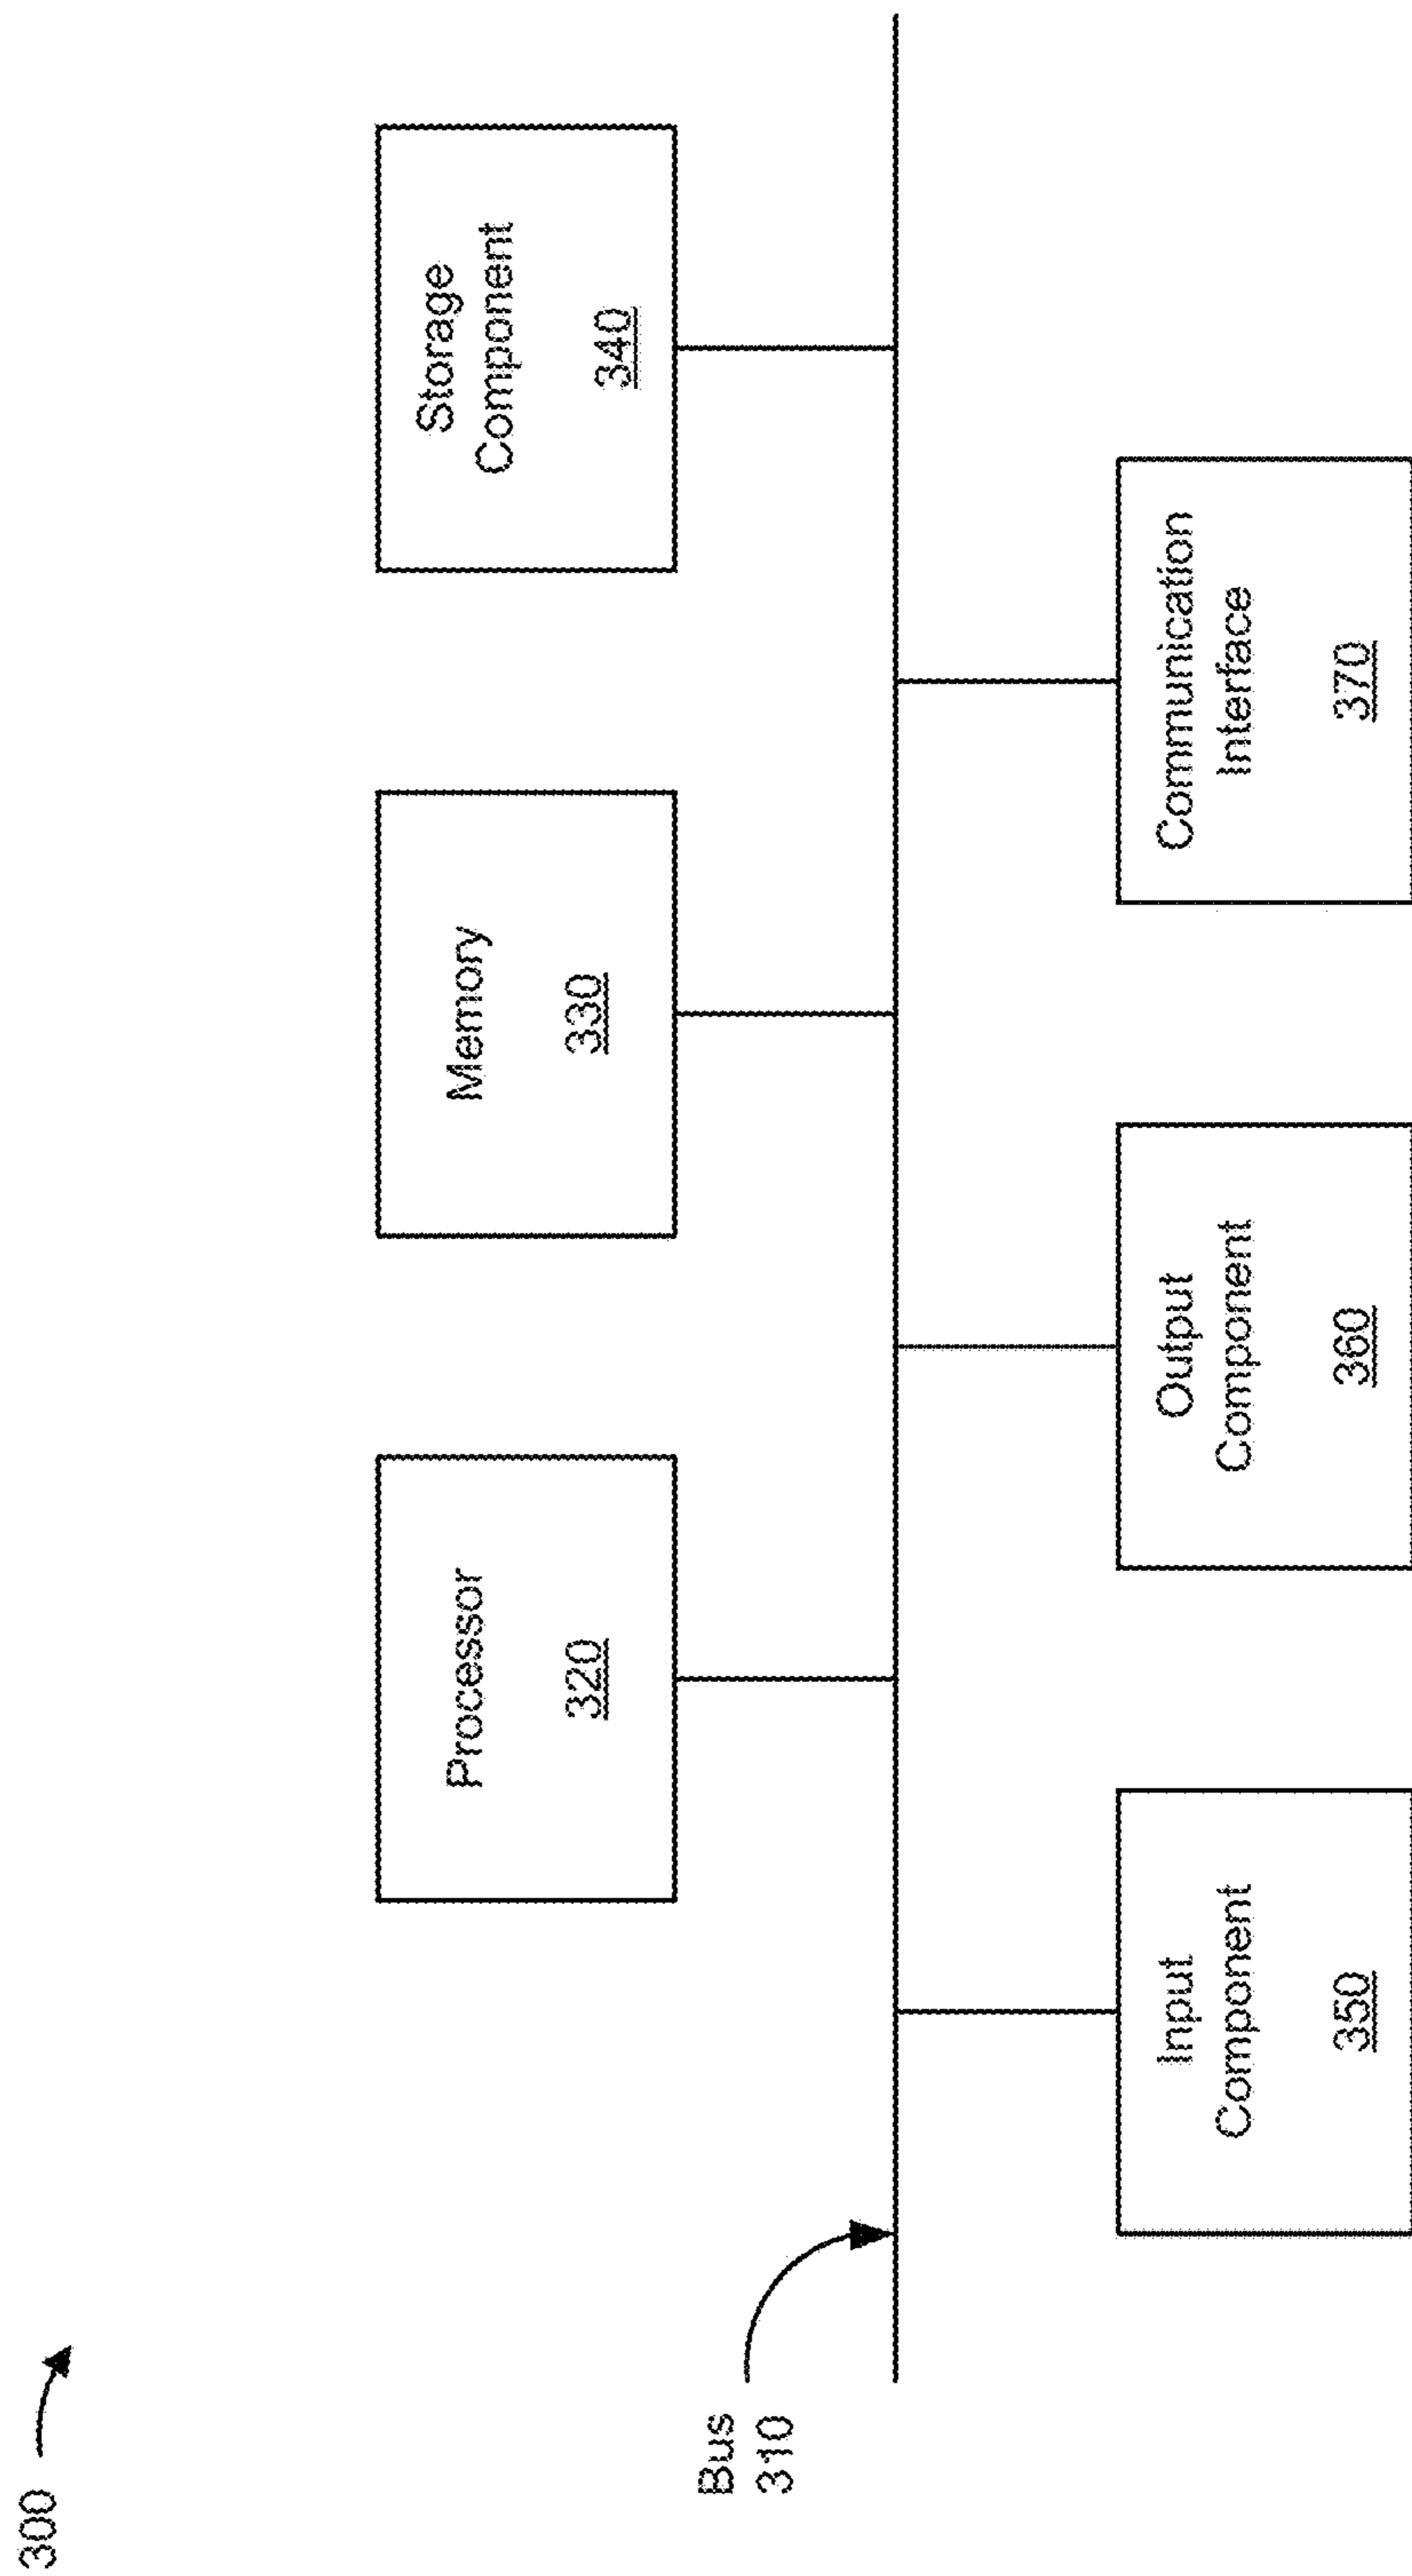 300
Processor
320
Memory
330
Storage
Component
340
Bus
310
Input
Component
350
Output
Component
360
Communication
Interface
370